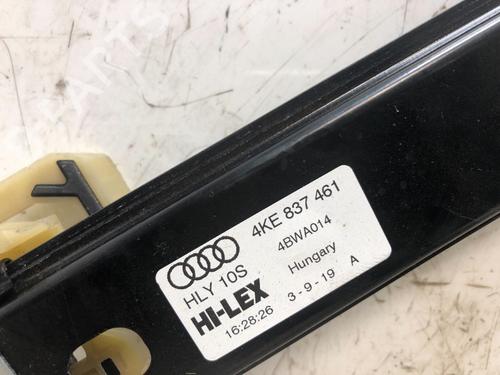 4KE 837 461
HLY 10S
4BWA014
HI-LEX
Hungary
16:28:26 3-9-19 A